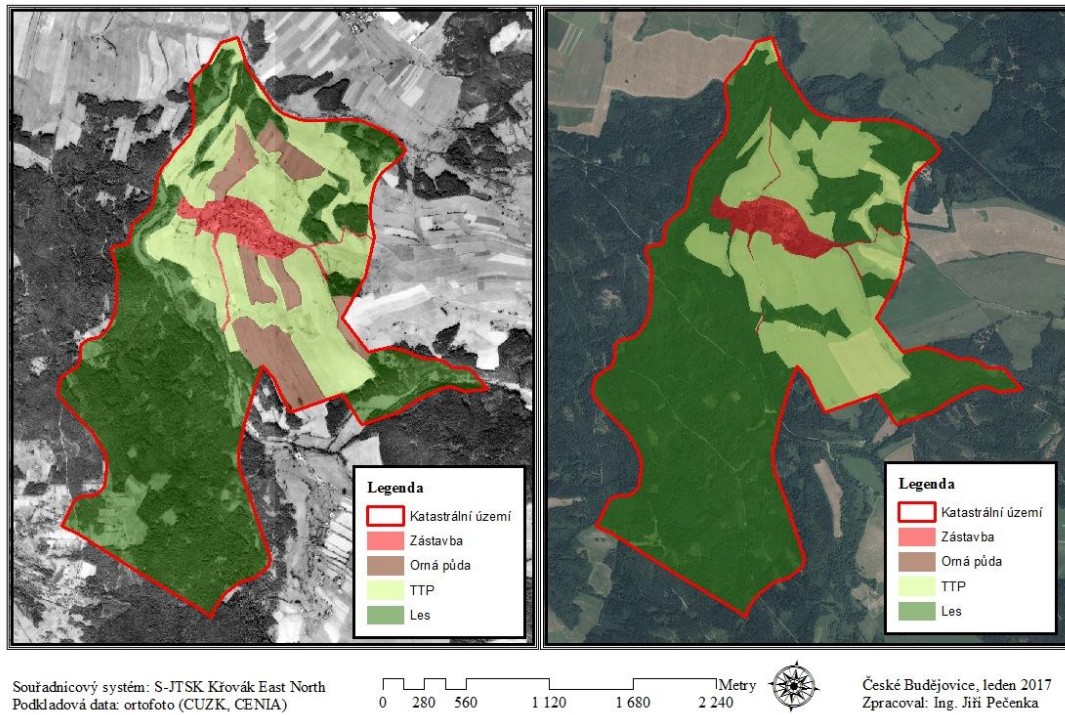 Legenda
Katastrální území
Zástavba
Orná půda
TTP
Les
Legenda
Katastrální území
Zástavba
Orná půda
TTP
Les
Souřadnicový systém: S-JTSK Křovák East North
Podkladová data: ortofoto (CUZK, CENIA)
Metry
0 280 560 1 120 1 680 2 240
České Budějovice, leden 2017
Zpracoval: Ing. Jiří Pečenka